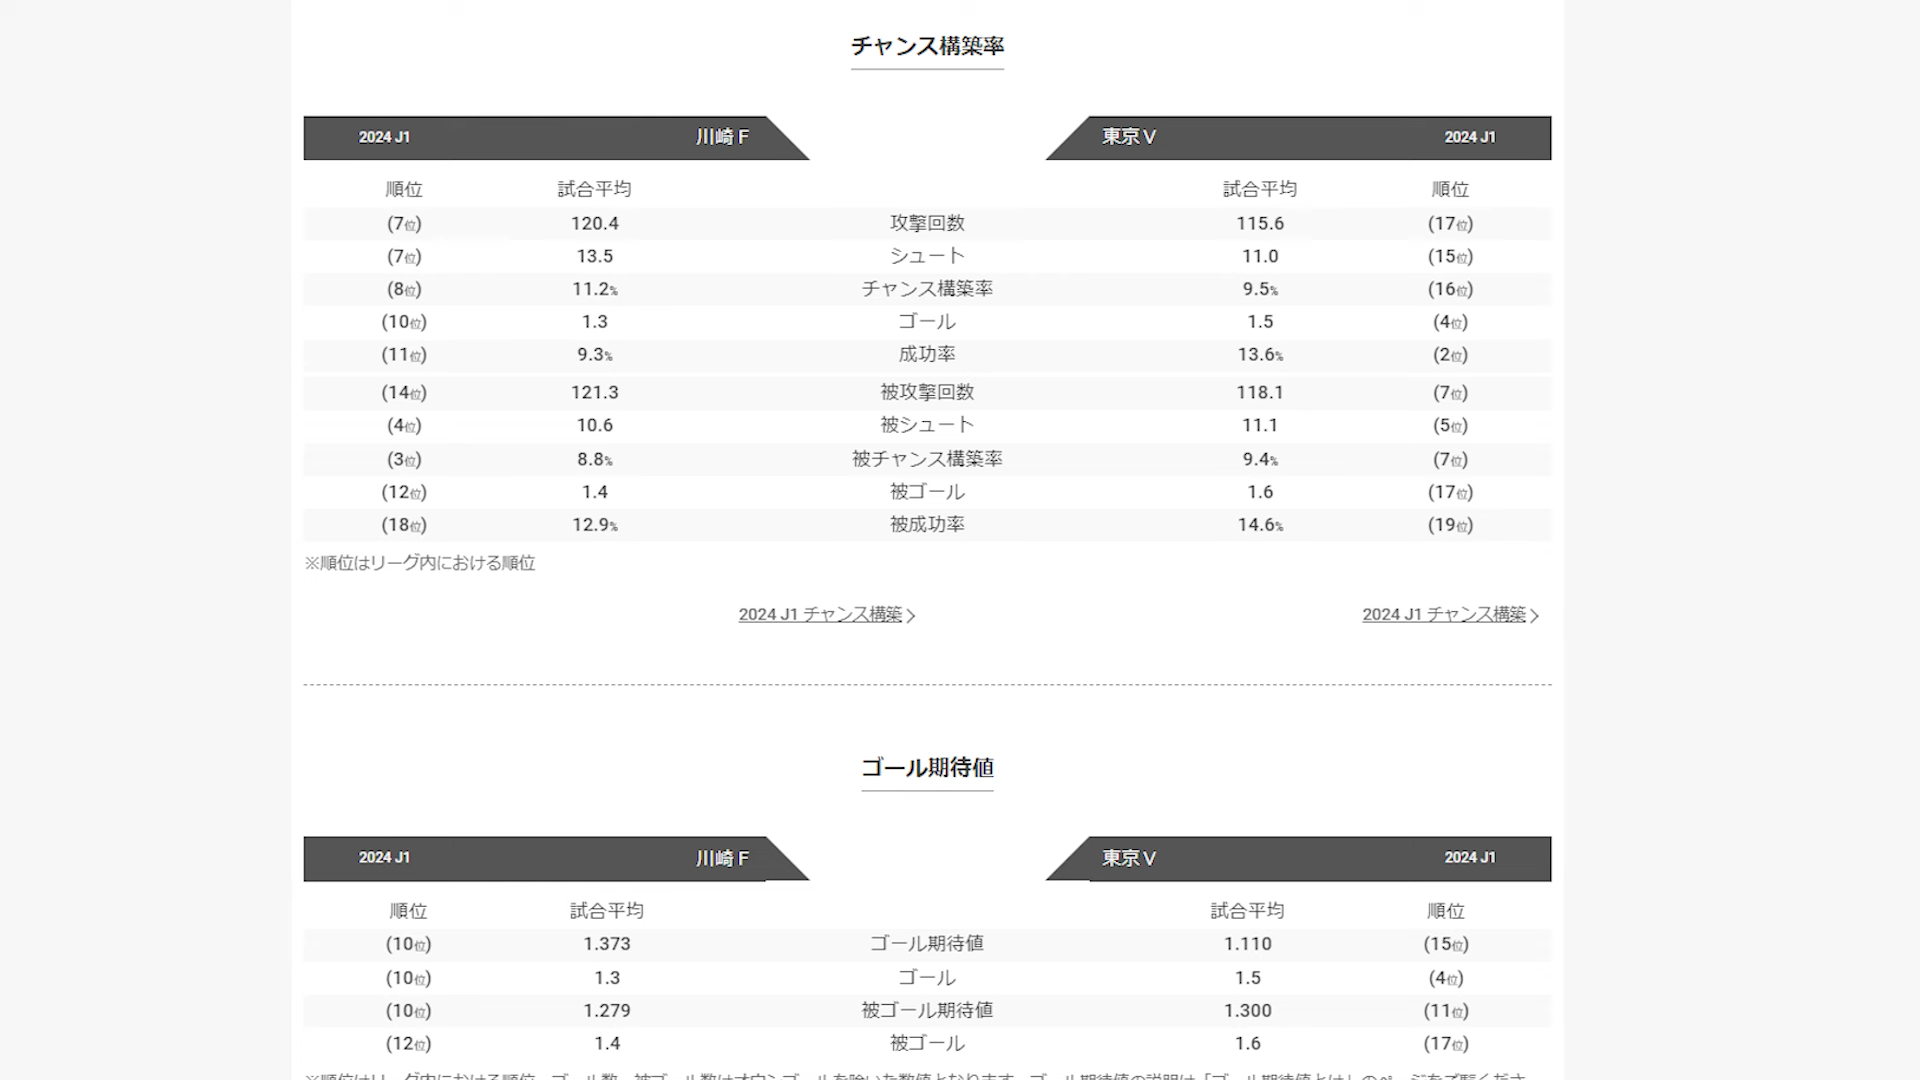 チャンス構築率
2024 J1 川崎Ｆ 東京Ｖ 2024 J1
順位 試合平均 試合平均 順位
(7位) 120.4 攻撃回数 115.6 (17位)
(7位) 13.5 シュート 11.0 (15位)
(8位) 11.2% チャンス構築率 9.5% (16位)
(10位) 1.3 ゴール 1.5 (4位)
(11位) 9.3% 成功率 13.6% (2位)
(14位) 121.3 被攻撃回数 118.1 (7位)
(4位) 10.6 被シュート 11.1 (5位)
(3位) 8.8% 被チャンス構築率 9.4% (7位)
(12位) 1.4 被ゴール 1.6 (17位)
(18位) 12.9% 被成功率 14.6% (19位)
※順位はリーグ内における順位
2024 J1 チャンス構築 2024 J1 チャンス構築
ゴール期待値
2024 J1 川崎Ｆ 東京Ｖ 2024 J1
順位 試合平均 試合平均 順位
(10位) 1.373 ゴール期待値 1.110 (15位)
(10位) 1.3 ゴール 1.5 (4位)
(10位) 1.279 被ゴール期待値 1.300 (11位)
(12位) 1.4 被ゴール 1.6 (17位)